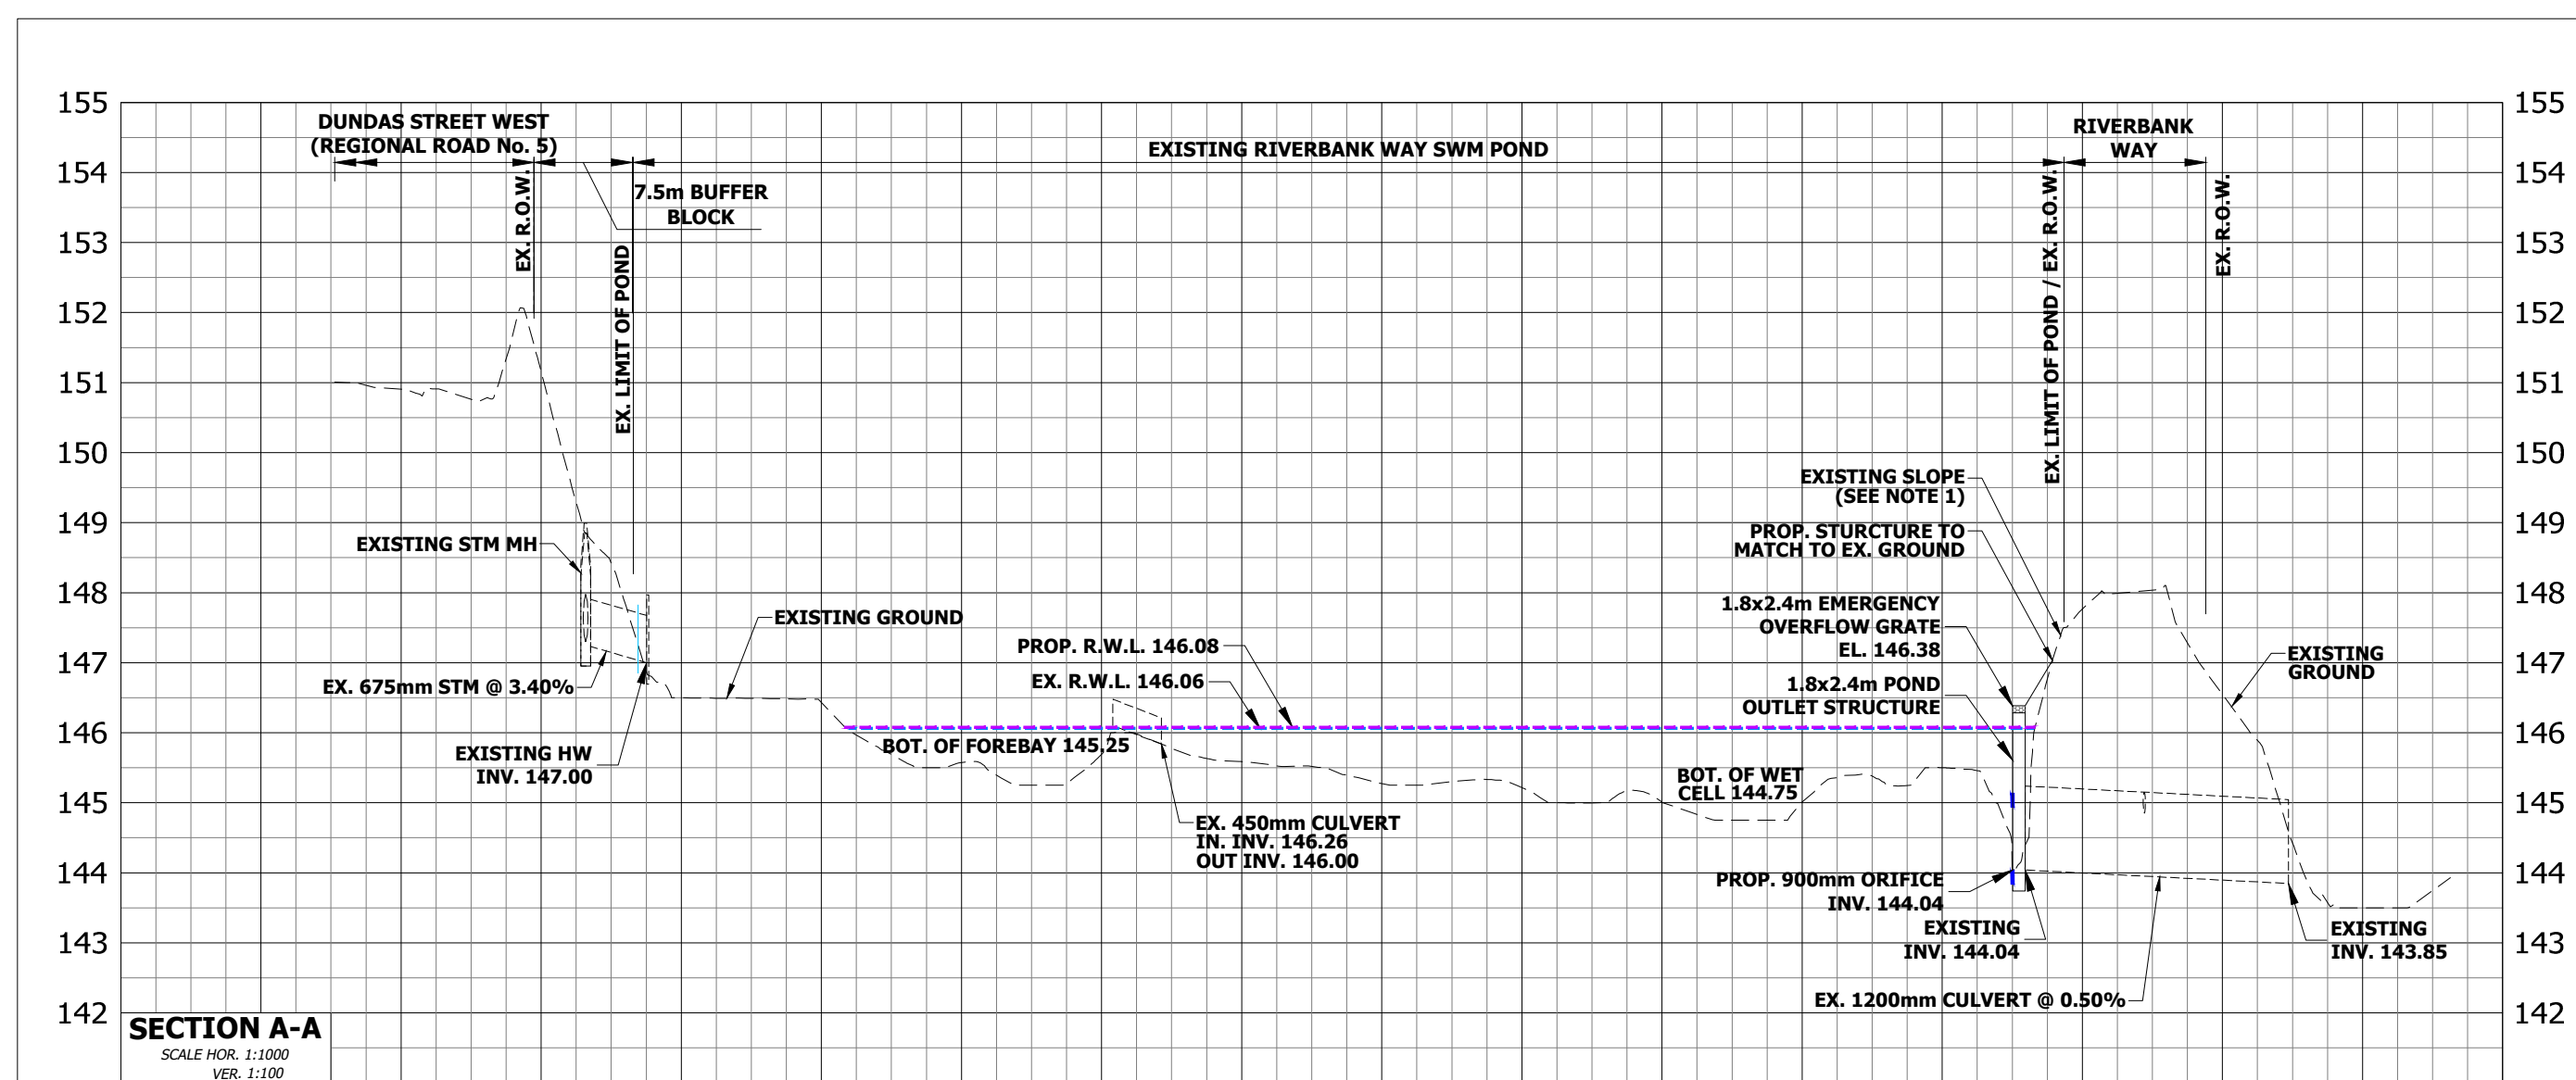 155
154
153
152
151
150
149
148
147
146
145
144
143
142
DUNDAS STREET WEST
(REGIONAL ROAD No. 5)
EX. R.O.W.
7.5m BUFFER
BLOCK
EX. LIMIT OF POND
EXISTING RIVERBANK WAY SWM POND
RIVERBANK
WAY
EX. LIMIT OF POND / EX. R.O.W.
EX. R.O.W.
EXISTING STM MH
EX. 675mm STM @ 3.40%
EXISTING HW
INV. 147.00
EXISTING GROUND
PROP. R.W.L. 146.08
EX. R.W.L. 146.06
BOT. OF FOREBAY 145.25
EX. 450mm CULVERT
IN. INV. 146.26
OUT INV. 146.00
BOT. OF WET
CELL 144.75
EXISTING SLOPE
(SEE NOTE 1)
PROP. STURCTURE TO
MATCH TO EX. GROUND
1.8x2.4m EMERGENCY
OVERFLOW GRATE
EL. 146.38
1.8x2.4m POND
OUTLET STRUCTURE
PROP. 900mm ORIFICE
INV. 144.04
EXISTING
INV. 144.04
EX. 1200mm CULVERT @ 0.50%
EXISTING
GROUND
EXISTING
INV. 143.85
155
154
153
152
151
150
149
148
147
146
145
144
143
142
SECTION A-A
SCALE HOR. 1:1000
VER. 1:100